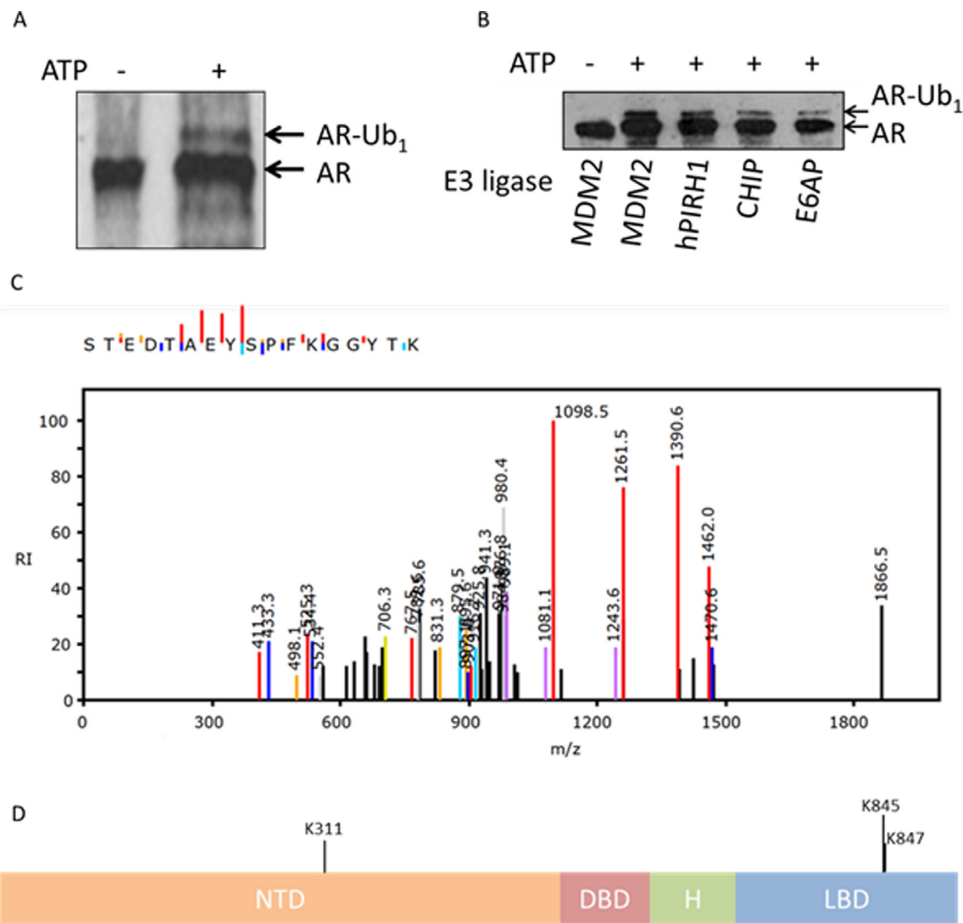 A
ATP - +
AR-Ub1
AR
B
ATP - + + + +
AR-Ub1
AR
E3 ligase
MDM2
MDM2
hPIRH1
CHIP
E6AP
C
S T E D T A E Y S P F K G G Y T K
RI
100
80
60
40
20
0
411.3
433.3
498.1
552.4
706.3
831.3
879.5
941.3
980.4
1081.1
1098.5
1243.6
1261.5
1390.6
1462.0
1470.6
1866.5
0 300 600 900 1200 1500 1800
m/z
D
K311
K845
K847
NTD DBD H LBD